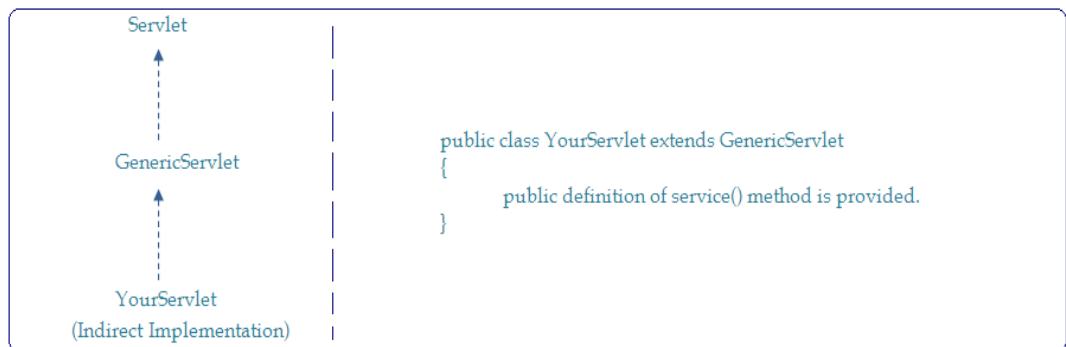 Servlet
GenericServlet
YourServlet
(Indirect Implementation)
public class YourServlet extends GenericServlet
{
public definition of service() method is provided.
}